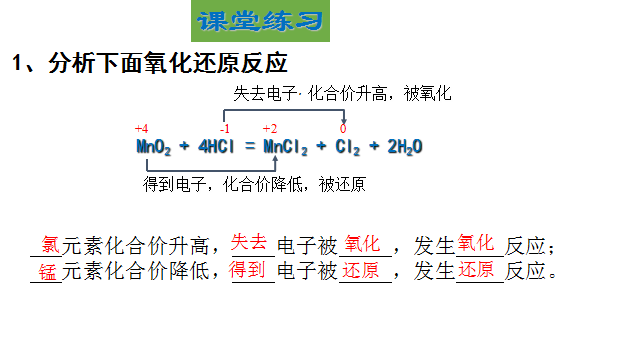 课堂练习
1、分析下面氧化还原反应
失去电子,化合价升高，被氧化
+4 -1 +2 0
MnO₂ + 4HCl = MnCl₂ + Cl₂ + 2H₂O
得到电子，化合价降低，被还原
氯元素化合价升高，失去电子被氧化，发生氧化反应；
锰元素化合价降低，得到电子被还原，发生还原反应。